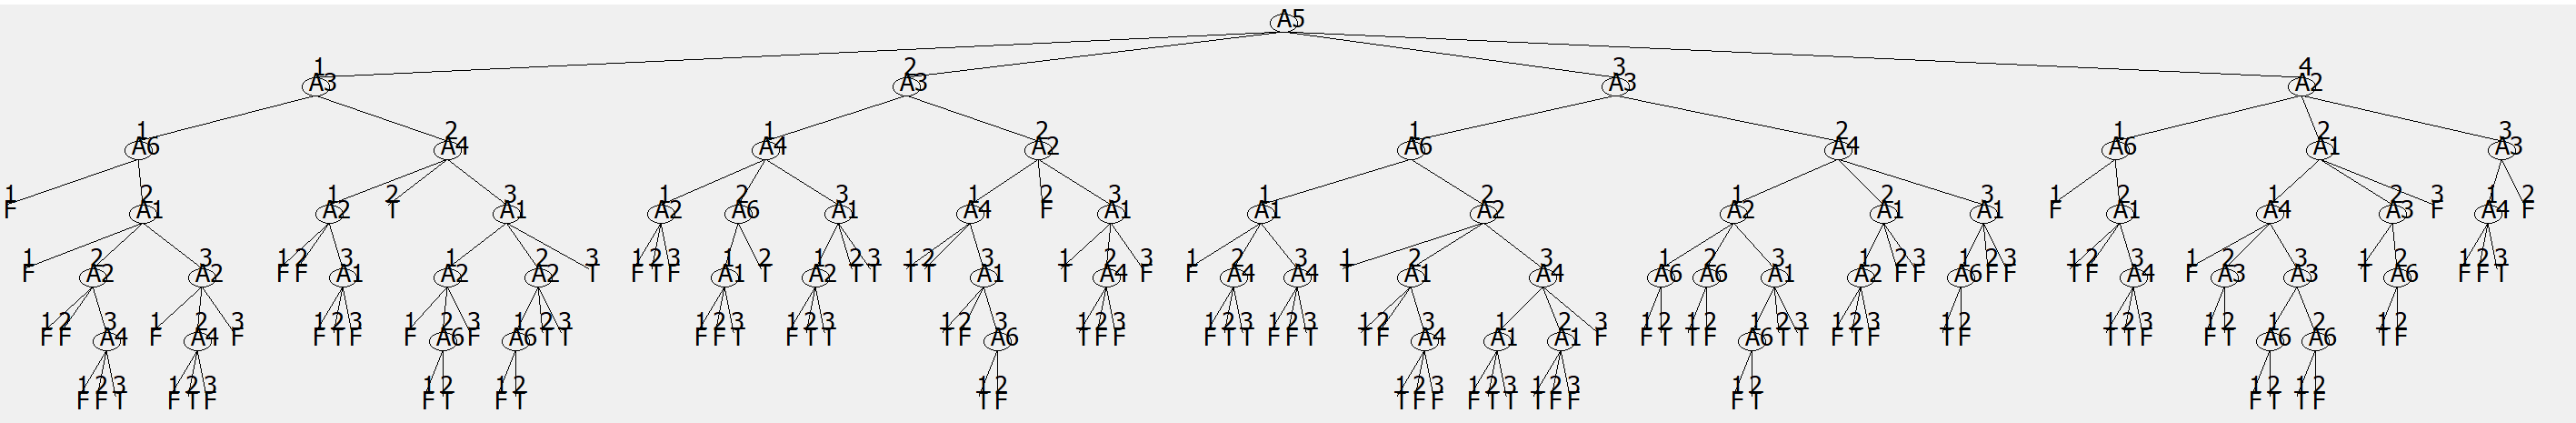 A5
1 2 3 4
A3 A3 A3 A2
1 2 1 2 1 2 1 2 3
A6 A4 A4 A2 A6 A4 A6 A1 A3
1 2 1 2 3 1 2 3 1 2 3 1 2 1 2 3 1 2 1 2 3 1 2
F A1 A2 T A1 A2 A6 A1 A4 F A1 A1 A2 A2 A1 A1 F A1 A4 A3 F A4 F
1 2 3 1 2 3 1 2 3 1 2 3 1 2 1 2 3 1 2 3 1 2 3 1 2 3 1 2 3 1 2 3 1 2 3 1 2 3 1 2 3 1 2 3 1 2 1 2 3
F A2 A2 F F A1 A2 A2 T F T F A1 T A2 T T T T A1 T A4 F F A4 A4 T A1 A4 A6 A6 A1 A2 F F A6 F F T F A4 F A3 A3 T A6 F F T
1 2 3 1 2 3 1 2 3 1 2 3 1 2 3 1 2 3 1 2 3 1 2 3 1 2 3 1 2 3 1 2 3 1 2 3 1 2 3 1 2 1 2 1 2 3 1 2 3 1 2 1 2 3 1 2 1 2 1 2
F F A4 F A4 F F T F F A6 F A6 T T F F T F T T T F A6 T F F F T T F F T T F A4 A1 A1 F F T T F A6 T T F T F T F T T F F T A6 A6 T F
1 2 3 1 2 3 1 2 1 2 1 2 1 2 3 1 2 3 1 2 3 1 2 1 2 1 2
F F T F T F F T F T T F T F F F T T T F F F T F T T F